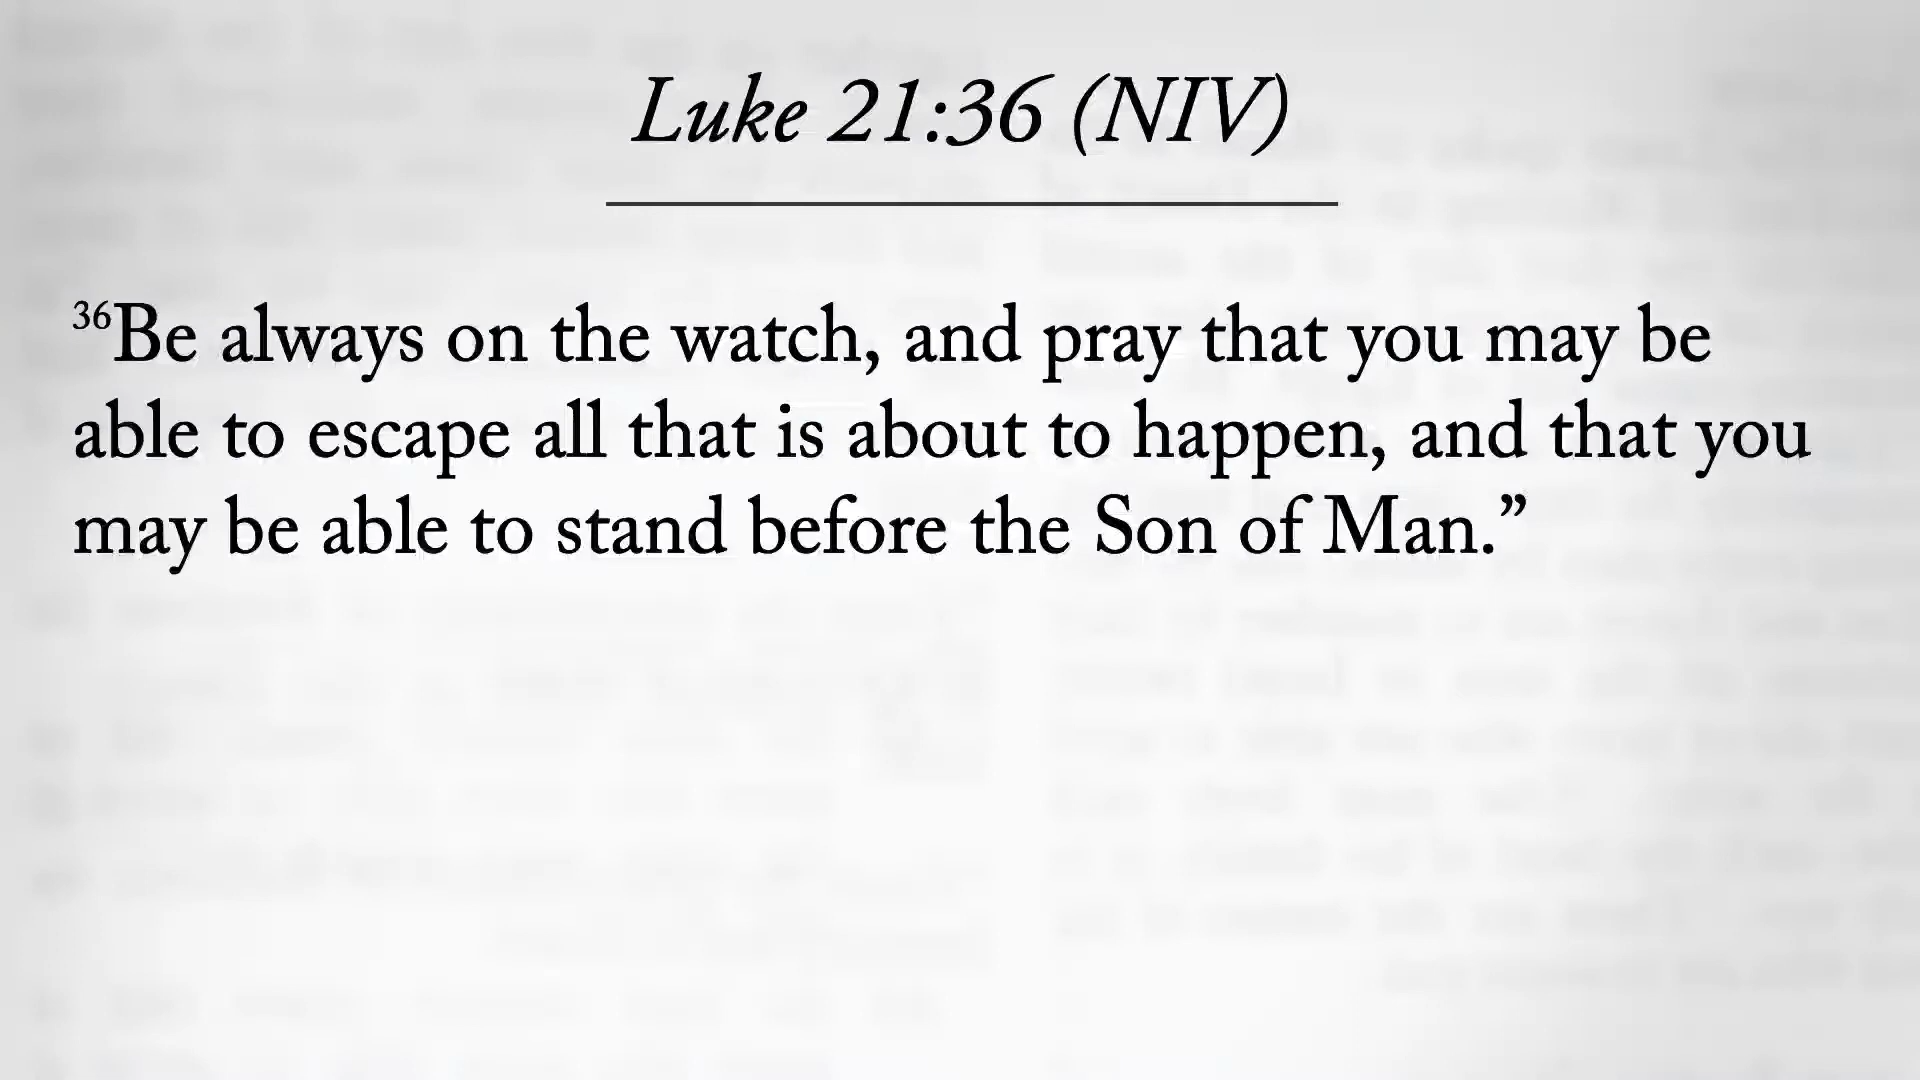 Luke 21:36 (NIV)
36Be always on the watch, and pray that you may be
able to escape all that is about to happen, and that you
may be able to stand before the Son of Man.”